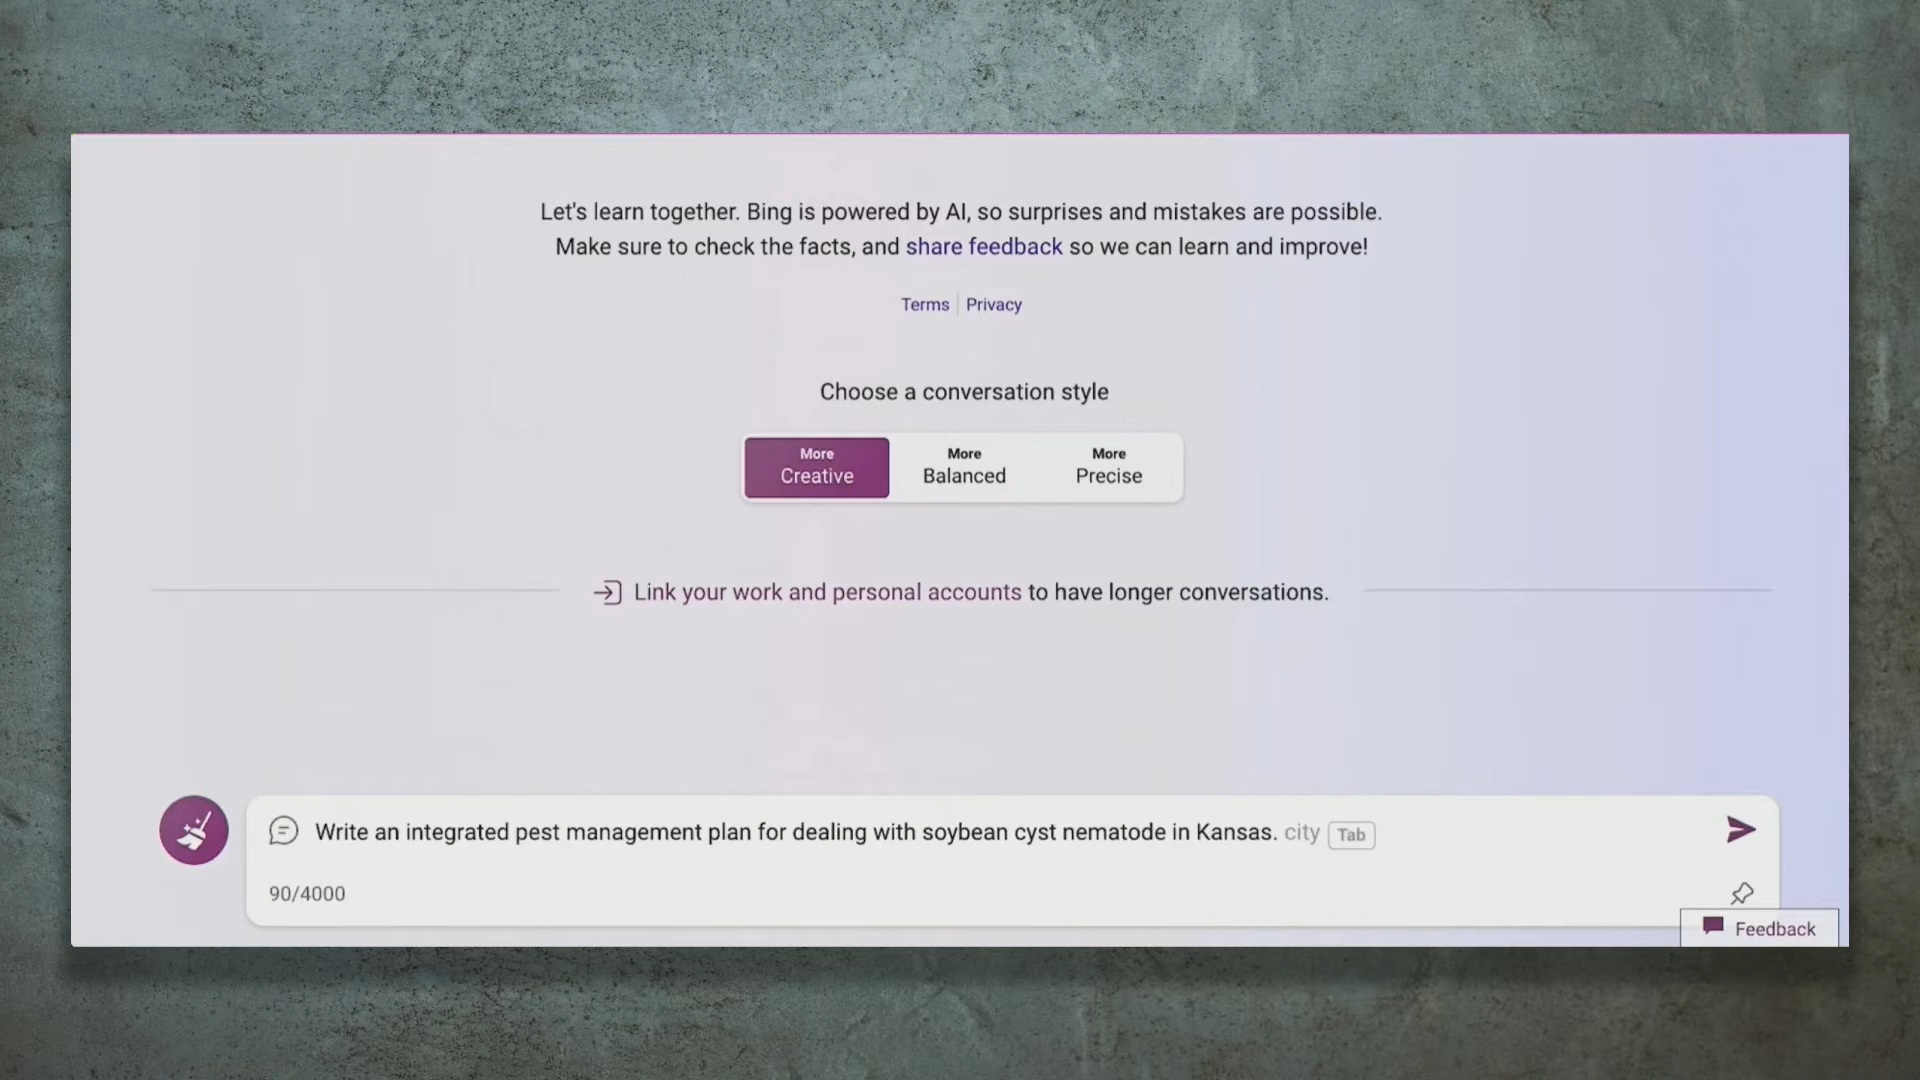 Let's learn together. Bing is powered by AI, so surprises and mistakes are possible.
Make sure to check the facts, and share feedback so we can learn and improve!
Terms | Privacy
Choose a conversation style
More Creative
More Balanced
More Precise
Link your work and personal accounts to have longer conversations.
Write an integrated pest management plan for dealing with soybean cyst nematode in Kansas. city Tab
90/4000
Feedback